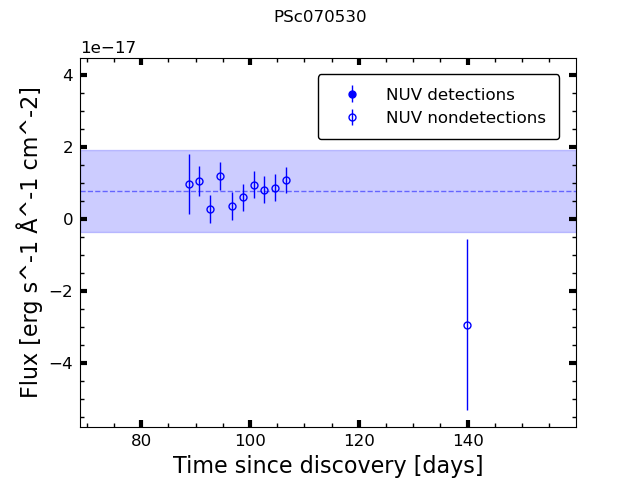 PSc070530
1e−17
4
2
0
−2
−4
Flux [erg s^-1 Å^-1 cm^-2]
NUV detections
NUV nondetections
80
100
120
140
Time since discovery [days]